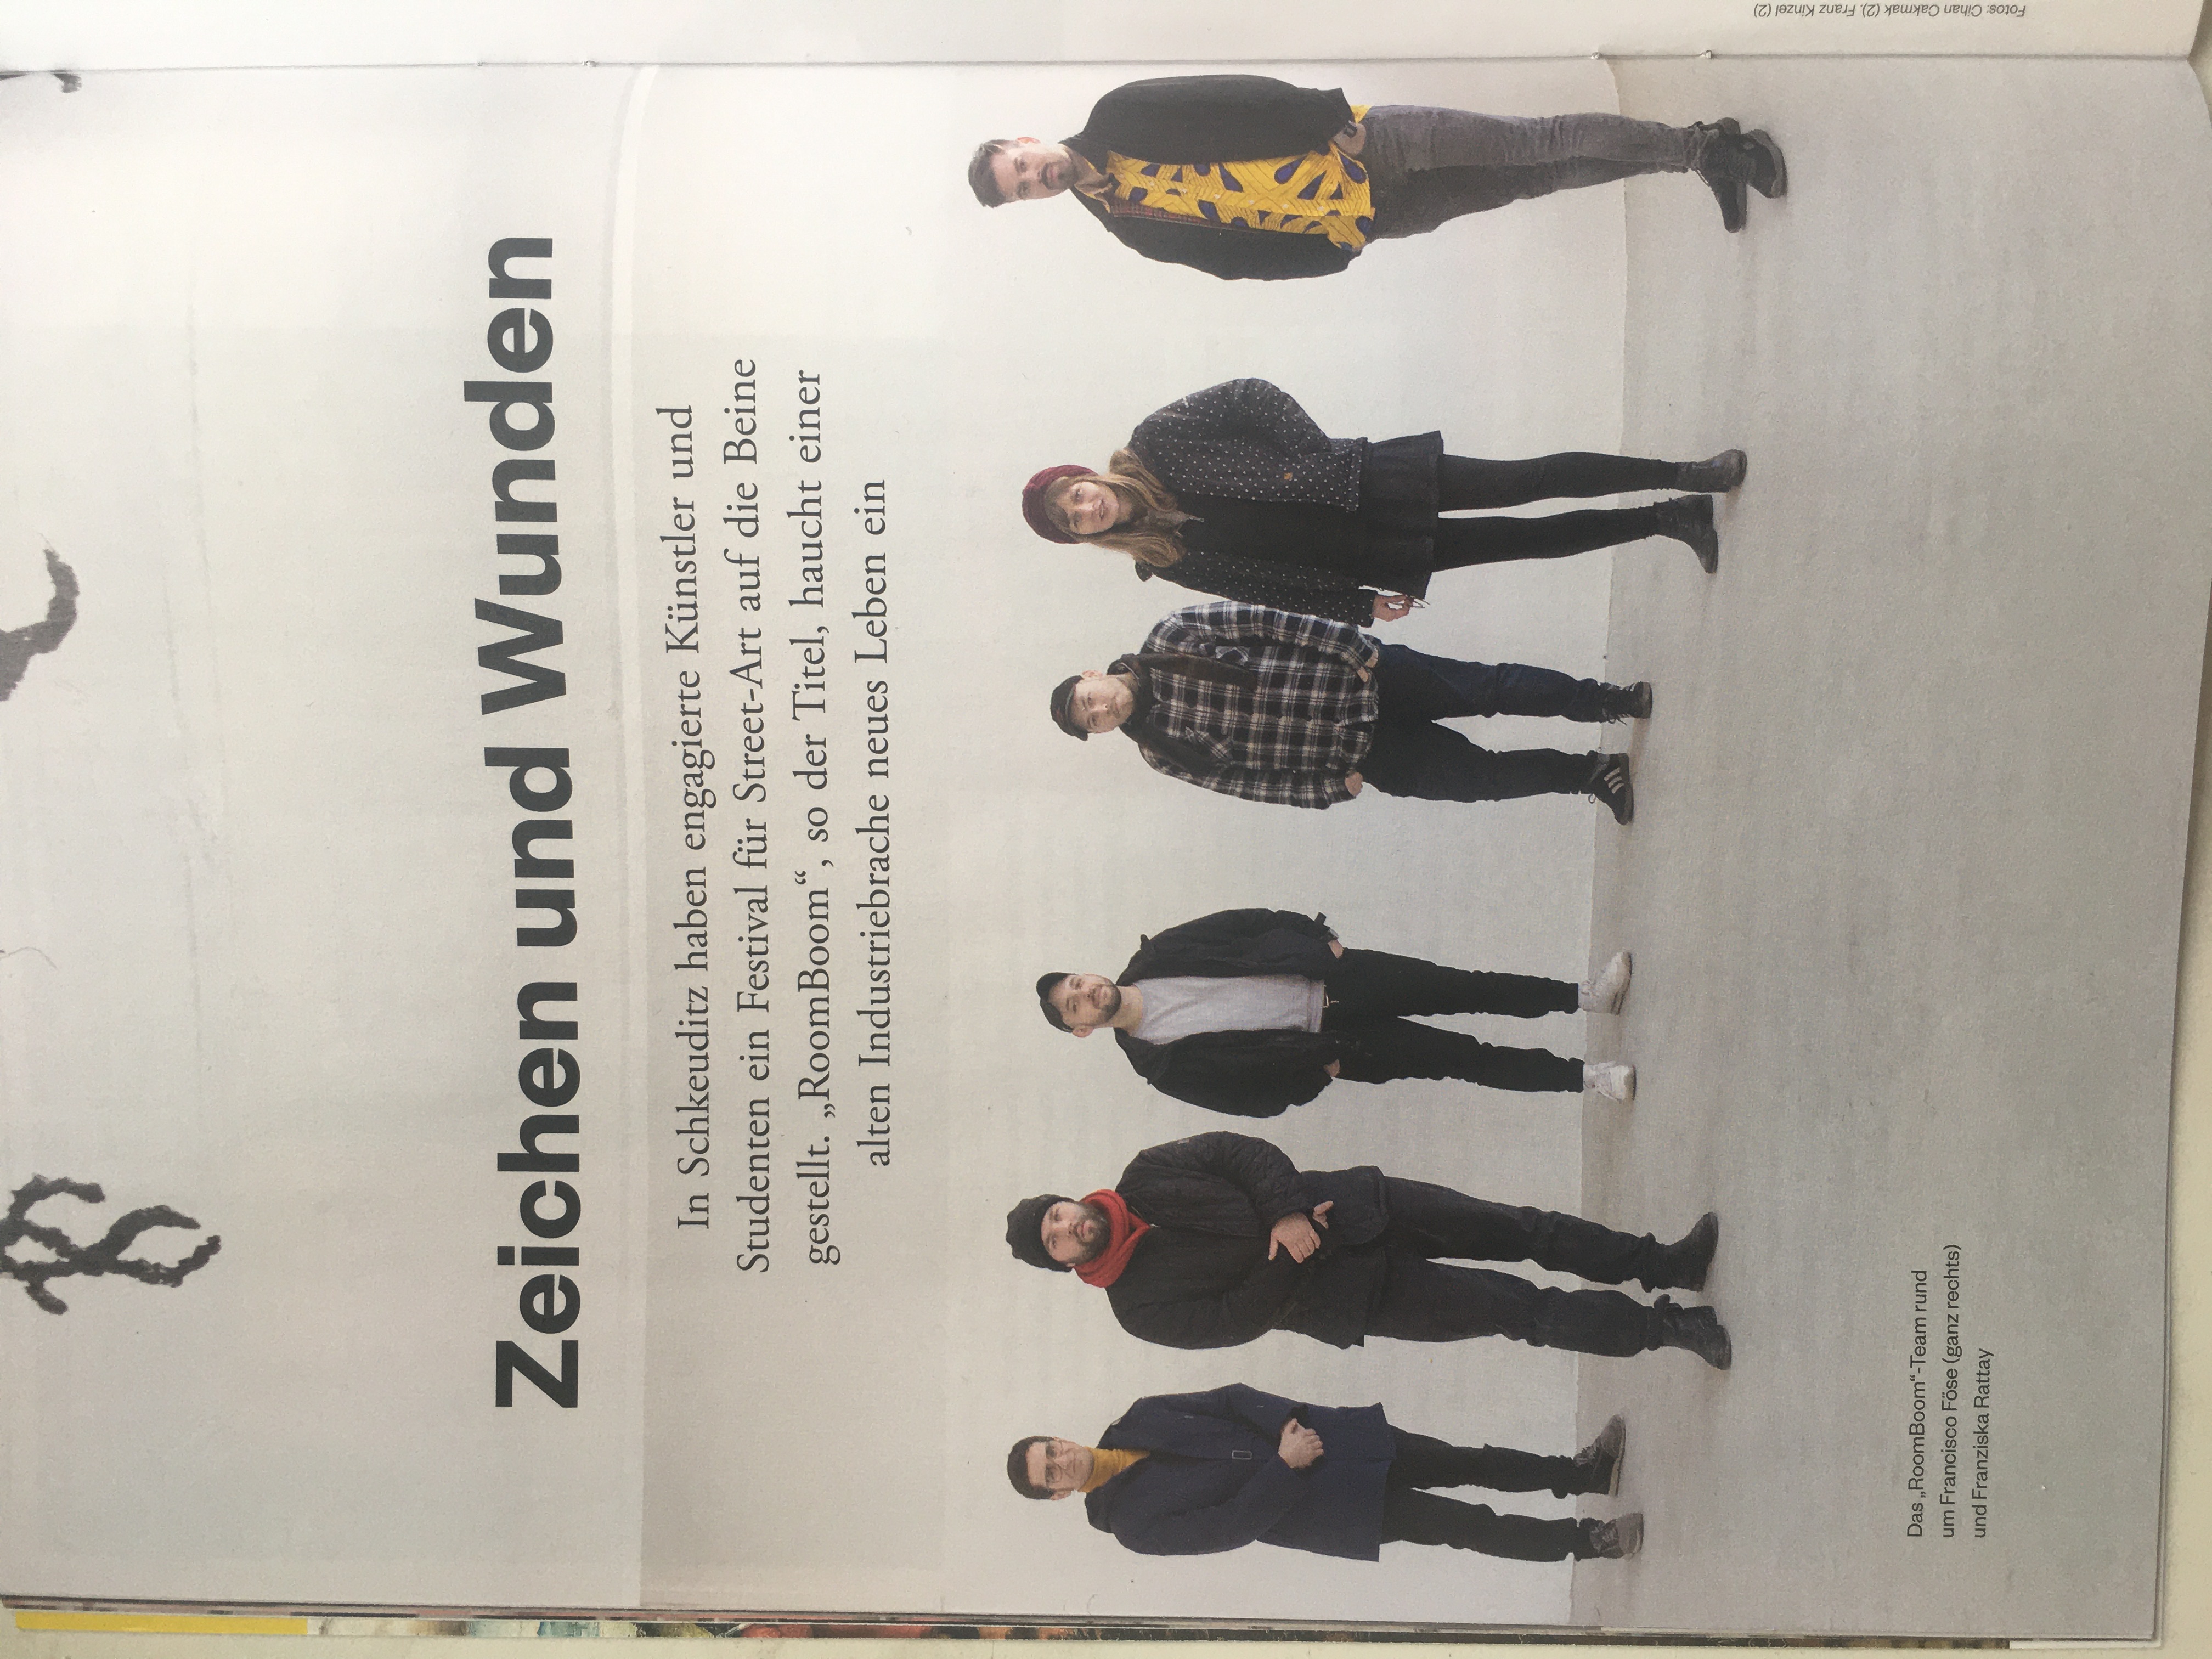 Zeichen und Wunden
In Schkeuditz haben engagierte Künstler und
Studenten ein Festival für Street-Art auf die Beine
gestellt. „RoomBoom“, so der Titel, haucht einer
alten Industriebrache neues Leben ein
Das „RoomBoom“-Team rund
um Francisco Föse (ganz rechts)
und Franziska Rattay
Fotos: Cihan Cakmak (2), Franz Kinzel (2)